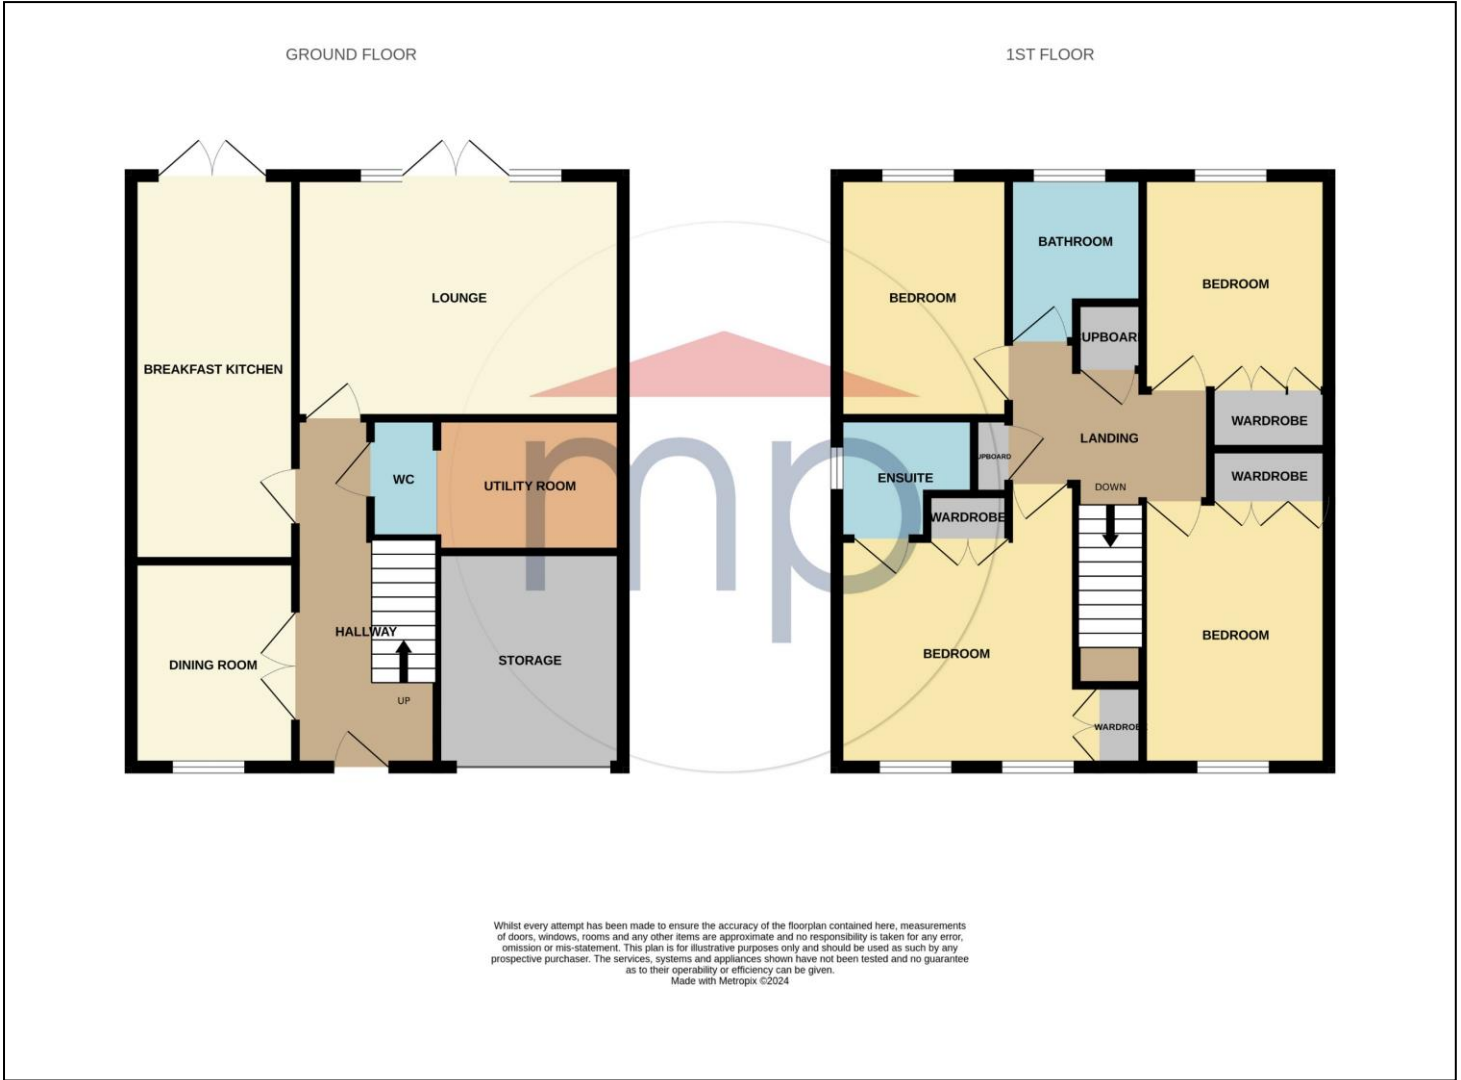 GROUND FLOOR
1ST FLOOR
BREAKFAST KITCHEN
LOUNGE
WC
UTILITY ROOM
DINING ROOM
HALLWAY
UP
STORAGE
BEDROOM
BATHROOM
BEDROOM
UPBOAR
WARDROBE
LANDING
UPBOARD
ENSUITE
WARDROBE
WARDROBE
DOWN
BEDROOM
BEDROOM
WARDROBE
mp
Whilst every attempt has been made to ensure the accuracy of the floorplan contained here, measurements
of doors, windows, rooms and any other items are approximate and no responsibility is taken for any error,
omission or mis-statement. This plan is for illustrative purposes only and should be used as such by any
prospective purchaser. The services, systems and appliances shown have not been tested and no guarantee
as to their operability or efficiency can be given.
Made with Metropix ©2024